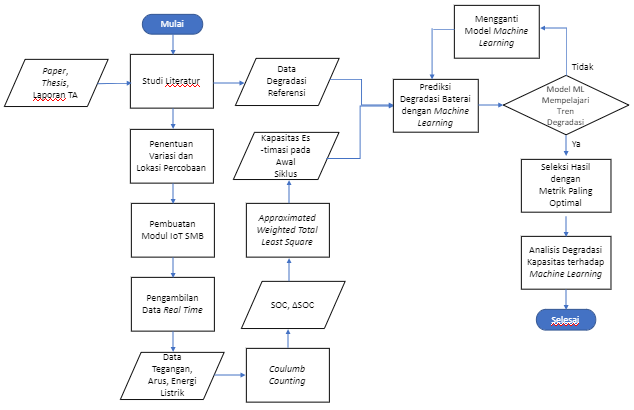 Mulai
Paper,
Thesis,
Laporan TA
Studi Literatur
Data
Degradasi
Referensi
Penentuan
Variasi dan
Lokasi Percobaan
Pembuatan
Modul IoT SMB
Pengambilan
Data Real Time
Data
Tegangan,
Arus, Energi
Listrik
Coulumb
Counting
SOC, ΔSOC
Approximated
Weighted Total
Least Square
Kapasitas Es
-timasi pada
Awal
Siklus
Prediksi
Degradasi Baterai
dengan Machine
Learning
Mengganti
Model Machine
Learning
Tidak
Model ML
Mempelajari
Tren
Degradasi
Ya
Seleksi Hasil
dengan
Metrik Paling
Optimal
Analisis Degradasi
Kapasitas terhadap
Machine Learning
Selesai